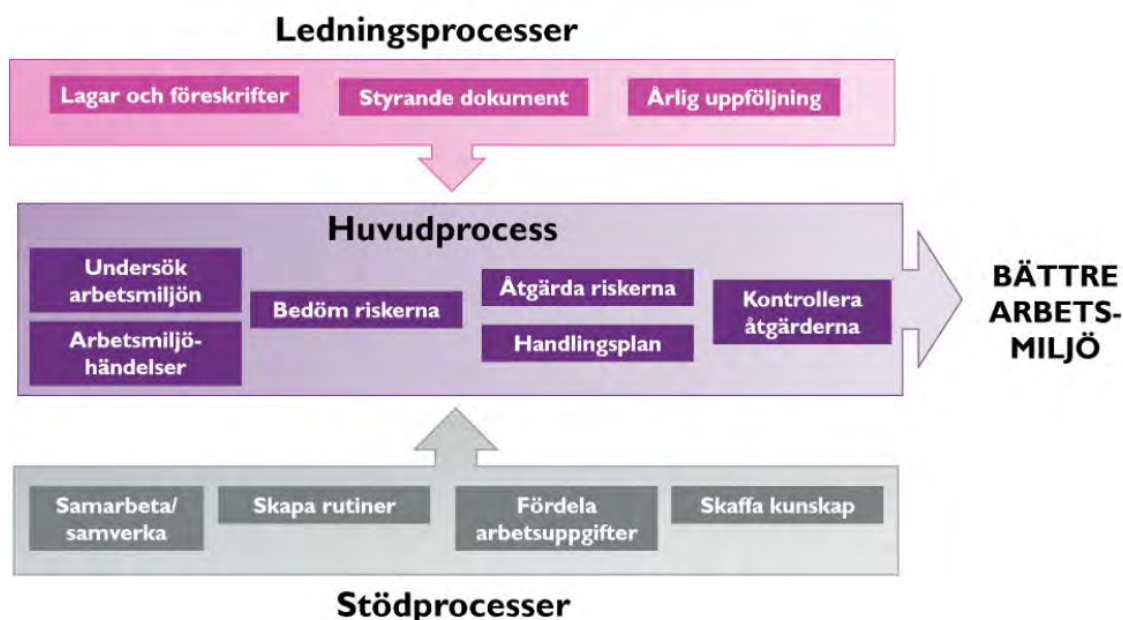 Ledningsprocesser
Lagar och föreskrifter
Styrande dokument
Årlig uppföljning
Huvudprocess
Undersök
arbetsmiljön
Arbetsmiljö-
händelser
Bedöm riskerna
Åtgärda riskerna
Handlingsplan
Kontrollera
åtgärderna
BÄTTRE
ARBETS-
MILJÖ
Samarbeta/
samverka
Skapa rutiner
Fördela
arbetsuppgifter
Skaffa kunskap
Stödprocesser